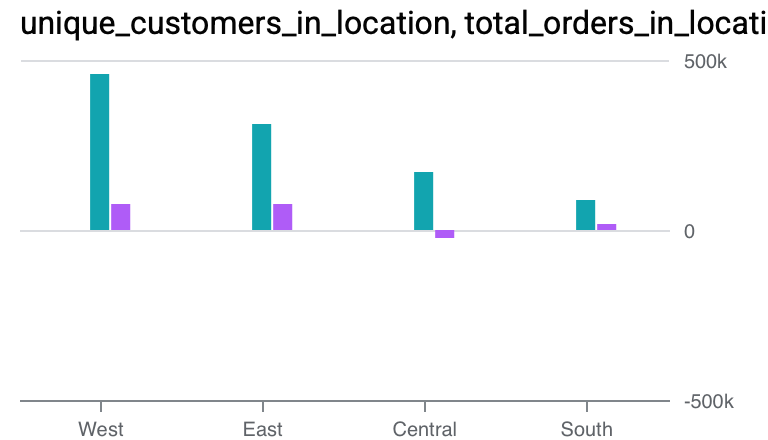 unique_customers_in_location, total_orders_in_locati
500k
0
-500k
West East Central South